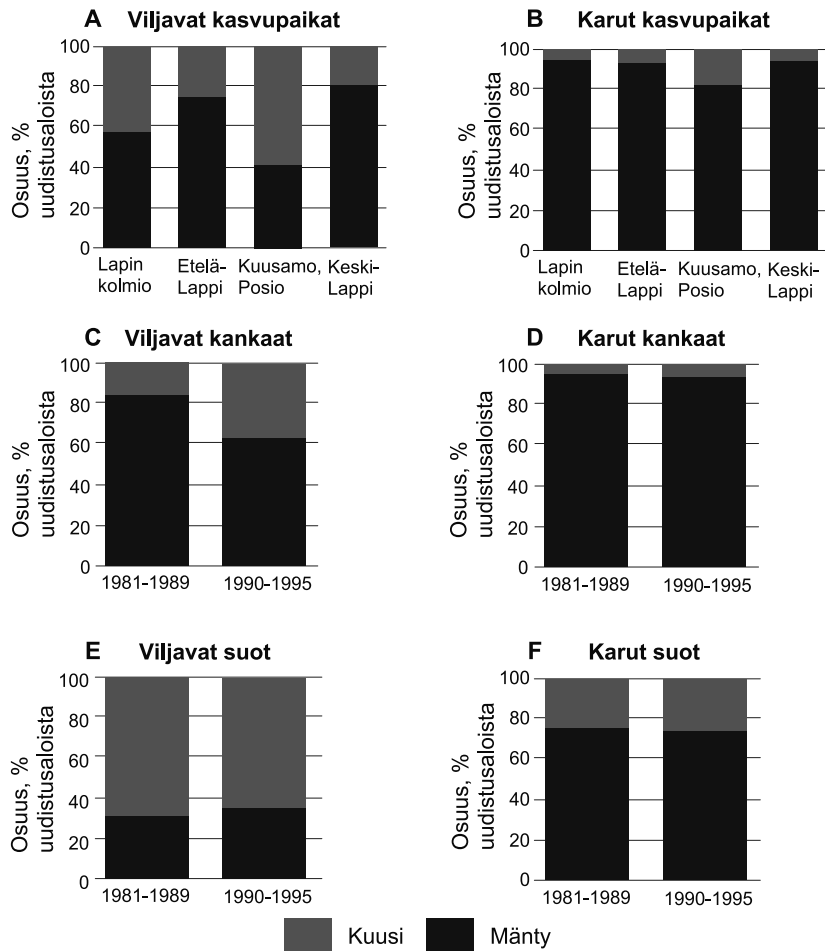 A Viljavat kasvupaikat
Osuus, %
uudistusaloista
100
80
60
40
20
0
Lapin
kolmio
Etelä-
Lappi
Kuusamo,
Posio
Keski-
Lappi
B Karut kasvupaikat
Osuus, %
uudistusaloista
100
80
60
40
20
0
Lapin
kolmio
Etelä-
Lappi
Kuusamo,
Posio
Keski-
Lappi
C Viljavat kankaat
Osuus, %
uudistusaloista
100
80
60
40
20
0
1981-1989
1990-1995
D Karut kankaat
Osuus, %
uudistusaloista
100
80
60
40
20
0
1981-1989
1990-1995
E Viljavat suot
Osuus, %
uudistusaloista
100
80
60
40
20
0
1981-1989
1990-1995
F Karut suot
Osuus, %
uudistusaloista
100
80
60
40
20
0
1981-1989
1990-1995
Kuusi
Mänty